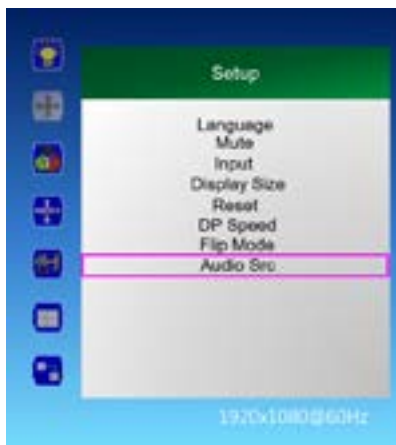 Setup
Language
Mute
Input
Display Size
Reset
DP Speed
Flip Mode
Audio Src
1920x1080@60Hz